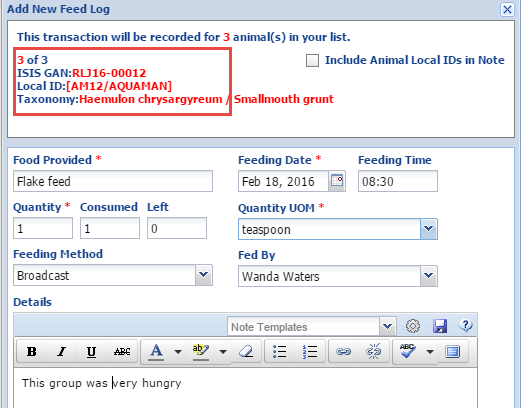 Add New Feed Log
This transaction will be recorded for 3 animal(s) in your list.
3 of 3
ISIS GAN:RLJ16-00012
Local ID:[AM12/AQUAMAN]
Taxonomy:Haemulon chrysargyreum / Smallmouth grunt
Include Animal Local IDs in Note
Food Provided * Feeding Date * Feeding Time
Flake feed Feb 18, 2016 08:30
Quantity * Consumed Left Quantity UOM *
1 1 0 teaspoon
Feeding Method Fed By
Broadcast Wanda Waters
Details
Note Templates
B I U ABC A ab ABC
This group was very hungry